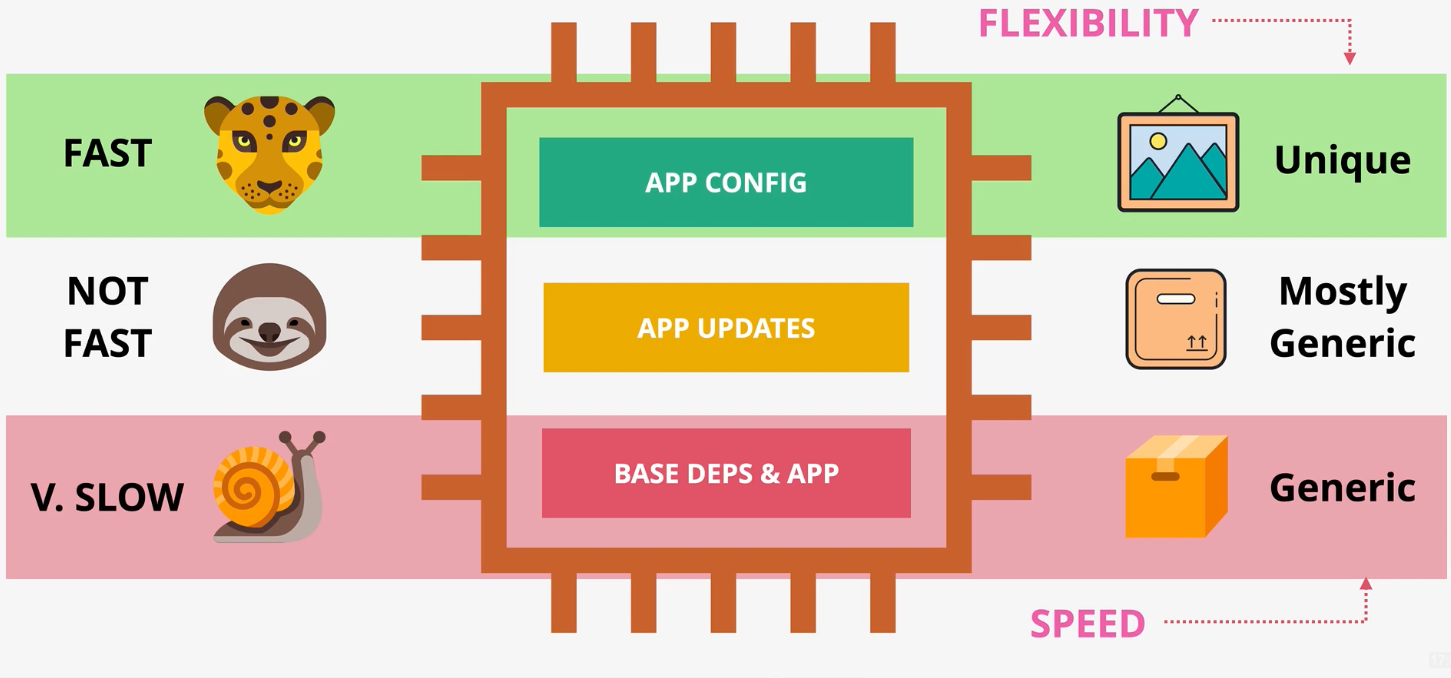 FLEXIBILITY
FAST
APP CONFIG
Unique
NOT
FAST
APP UPDATES
Mostly
Generic
V. SLOW
BASE DEPS & APP
Generic
SPEED